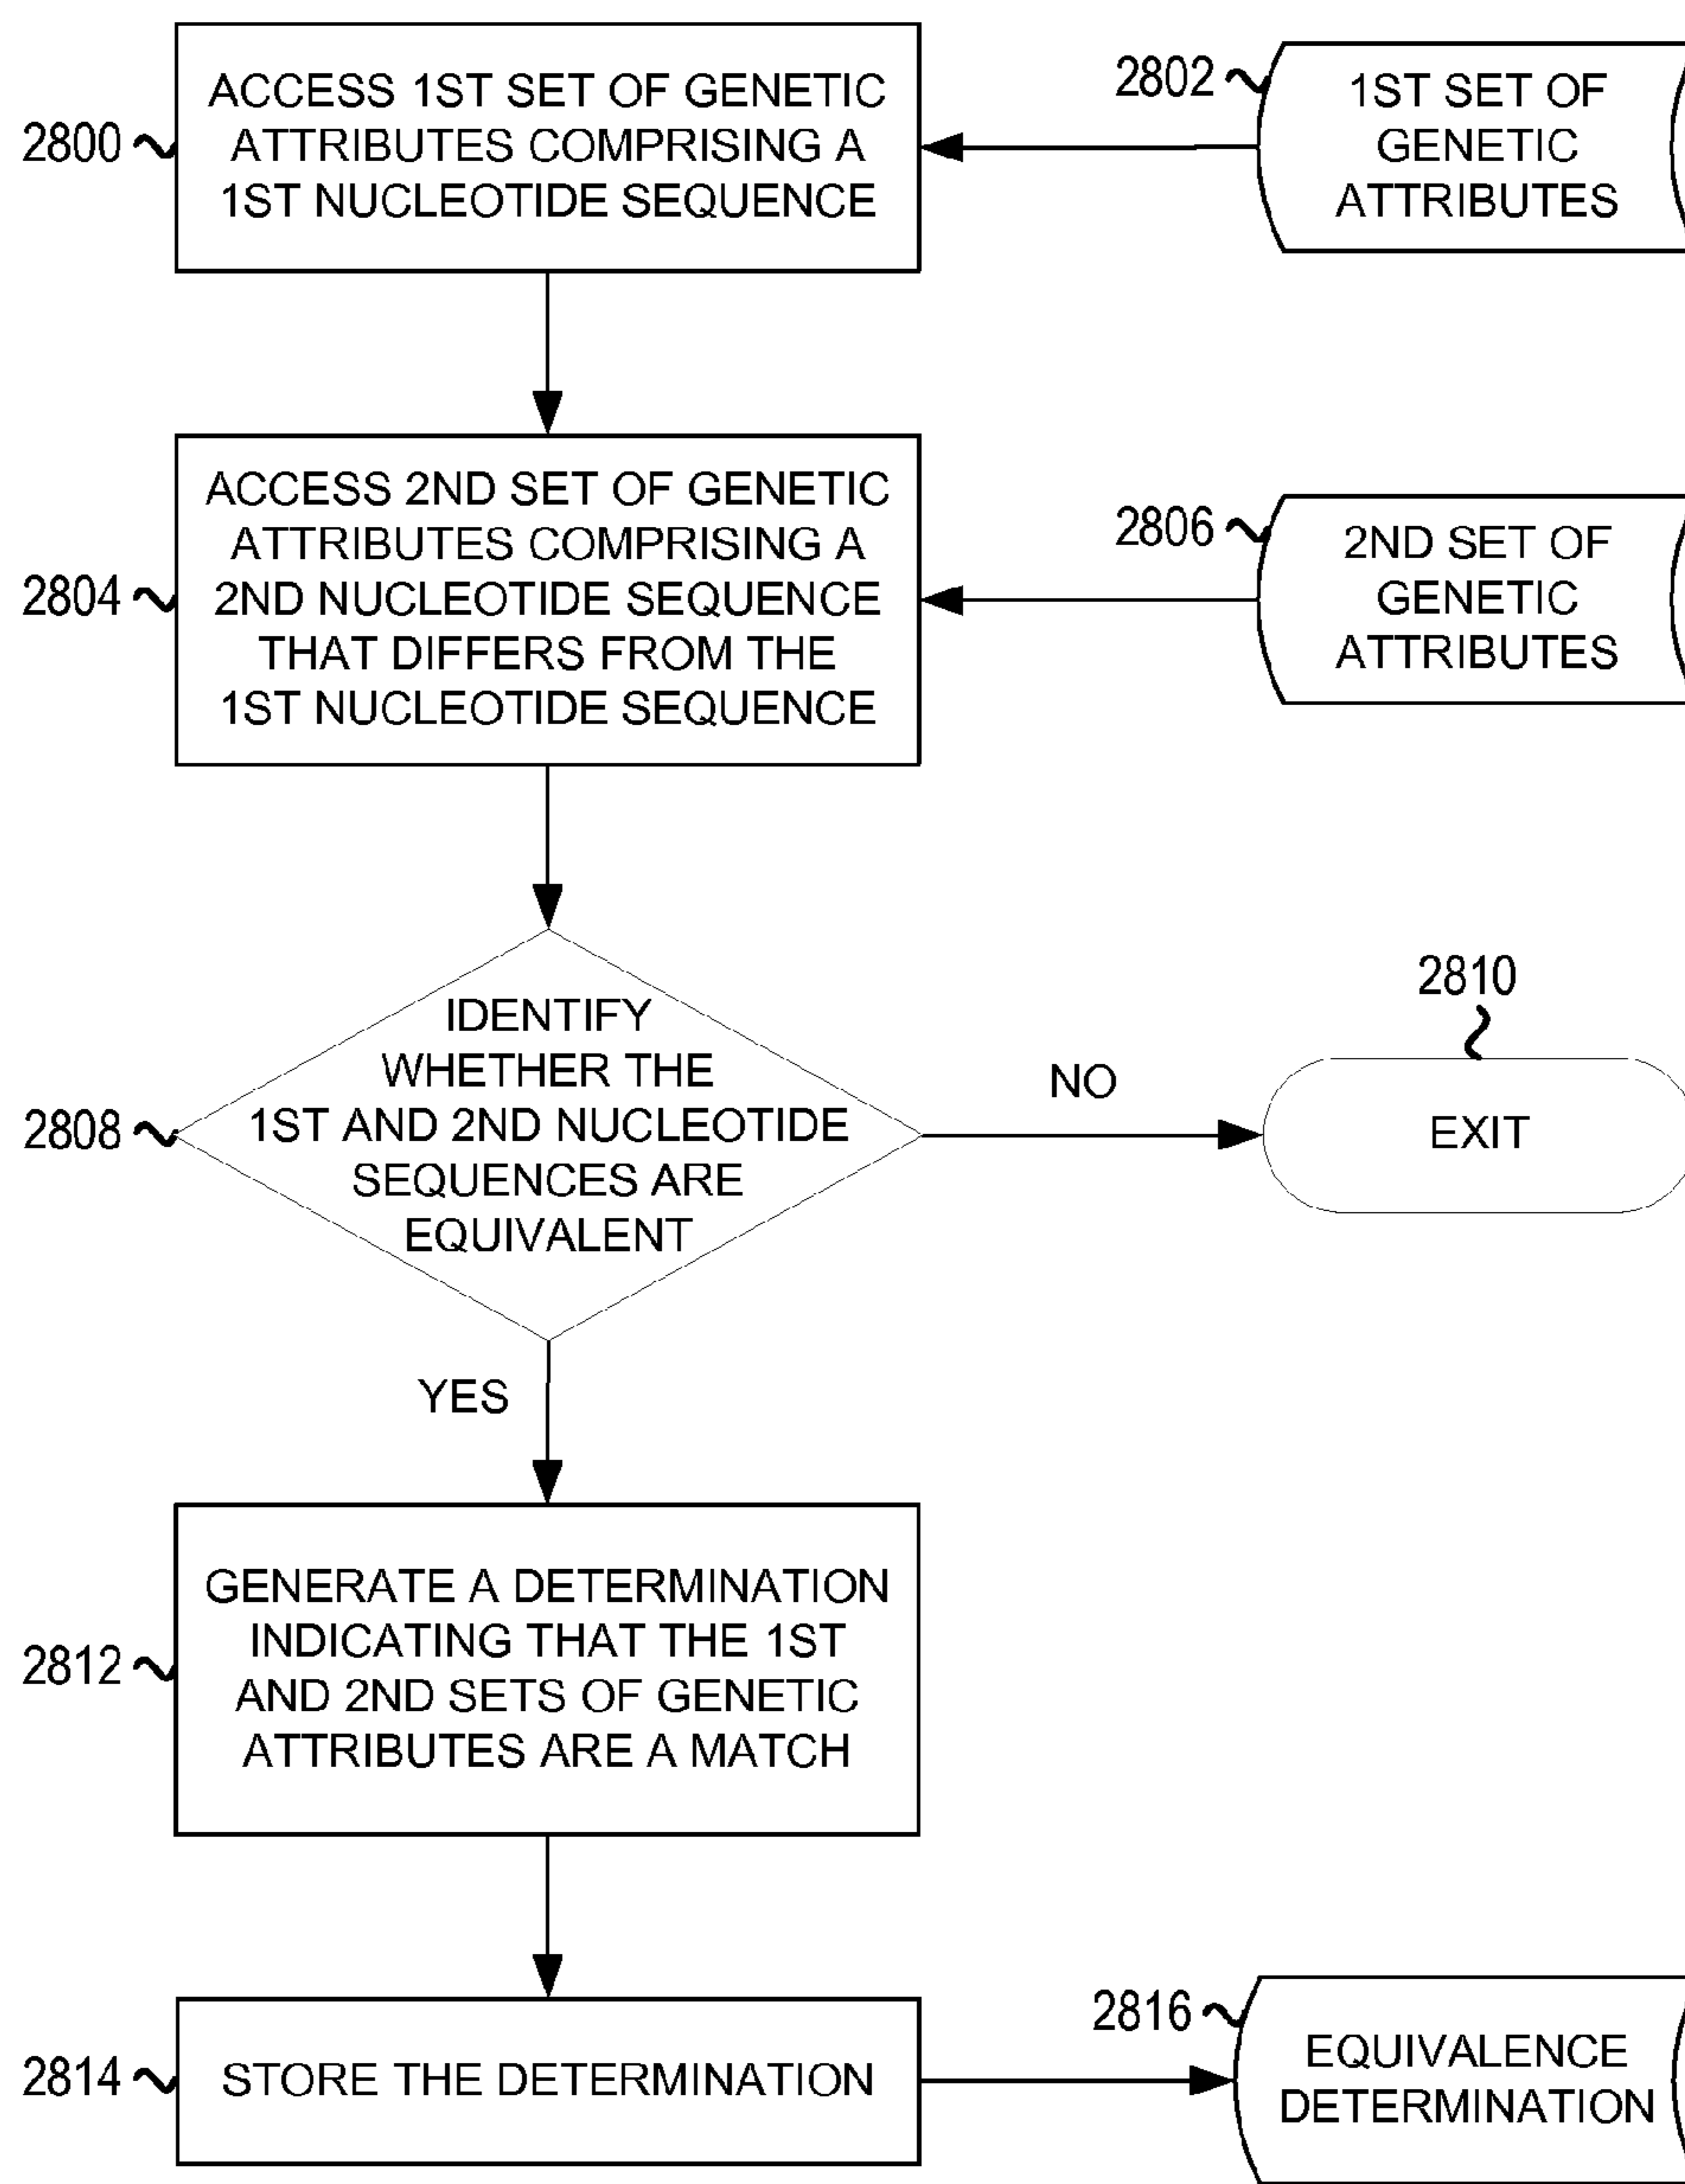 2800
ACCESS 1ST SET OF GENETIC
ATTRIBUTES COMPRISING A
1ST NUCLEOTIDE SEQUENCE
2802
1ST SET OF
GENETIC
ATTRIBUTES
2804
ACCESS 2ND SET OF GENETIC
ATTRIBUTES COMPRISING A
2ND NUCLEOTIDE SEQUENCE
THAT DIFFERS FROM THE
1ST NUCLEOTIDE SEQUENCE
2806
2ND SET OF
GENETIC
ATTRIBUTES
2808
IDENTIFY
WHETHER THE
1ST AND 2ND NUCLEOTIDE
SEQUENCES ARE
EQUIVALENT
NO
2810
EXIT
YES
2812
GENERATE A DETERMINATION
INDICATING THAT THE 1ST
AND 2ND SETS OF GENETIC
ATTRIBUTES ARE A MATCH
2814
STORE THE DETERMINATION
2816
EQUIVALENCE
DETERMINATION